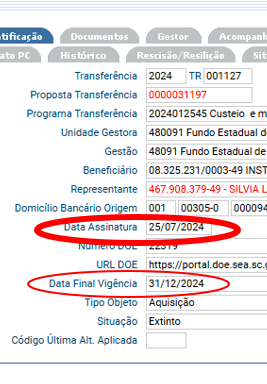 ntificação Documentos Gestor Acompanh
ato PC Histórico Rescisão/Resilição Sit
Transferência 2024 TR 001127
Proposta Transferência 0000031197
Programa Transferência 2024012545 Custeio e m
Unidade Gestora 480091 Fundo Estadual d
Gestão 48091 Fundo Estadual de
Beneficiário 08.325.231/0003-49 INST
Representante 467.908.379-49 - SILVIA L
Domicílio Bancário Origem 001 00305-0 000094
Data Assinatura 25/07/2024
Número DOE 22319
URL DOE https://portal.doe.sea.sc.g
Data Final Vigência 31/12/2024
Tipo Objeto Aquisição
Situação Extinto
Código Última Alt. Aplicada